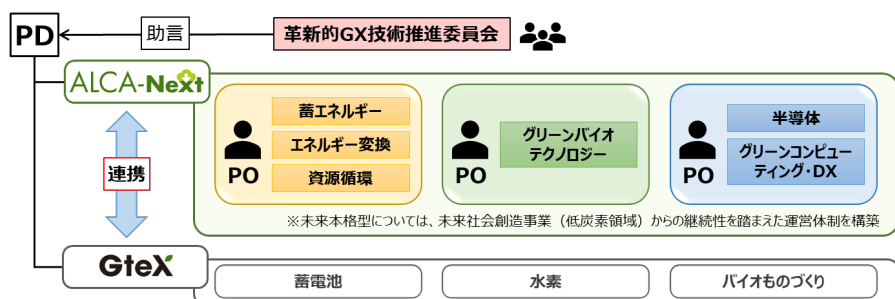 PD
助言
革新的GX技術推進委員会
ALCA-Next
連携
PO
蓄エネルギー
エネルギー変換
資源循環
PO
グリーンバイオ
テクノロジー
PO
半導体
グリーンコンピュー
ティング・DX
※未来本格型については、未来社会創造事業（低炭素領域）からの継続性を踏まえた運営体制を構築
GteX
蓄電池
水素
バイオものづくり